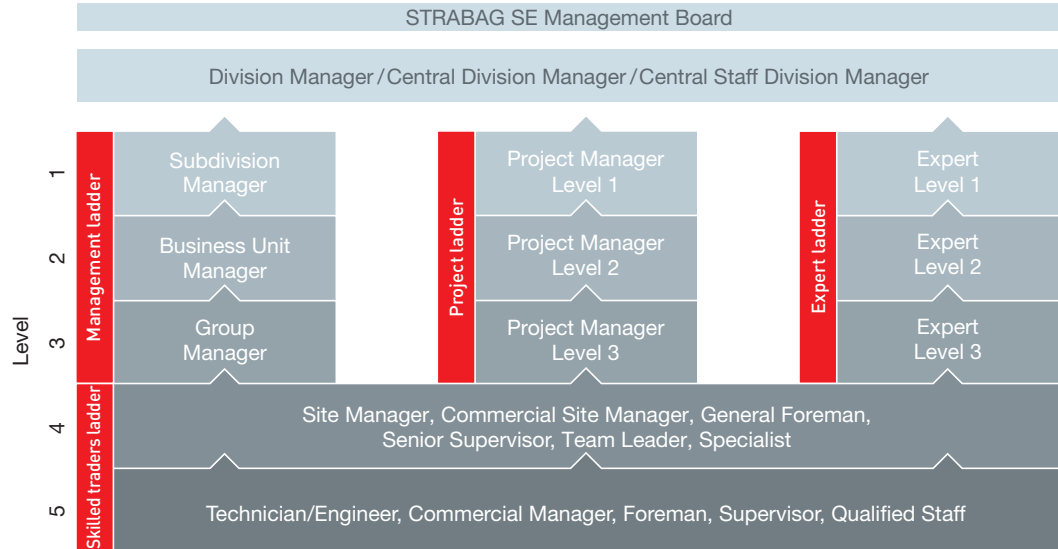 STRABAG SE Management Board
Division Manager/Central Division Manager/Central Staff Division Manager
Level
1
2
3
4
5
Management ladder
Subdivision
Manager
Business Unit
Manager
Group
Manager
Project ladder
Project Manager
Level 1
Project Manager
Level 2
Project Manager
Level 3
Expert ladder
Expert
Level 1
Expert
Level 2
Expert
Level 3
Skilled traders ladder
Site Manager, Commercial Site Manager, General Foreman,
Senior Supervisor, Team Leader, Specialist
Technician/Engineer, Commercial Manager, Foreman, Supervisor, Qualified Staff